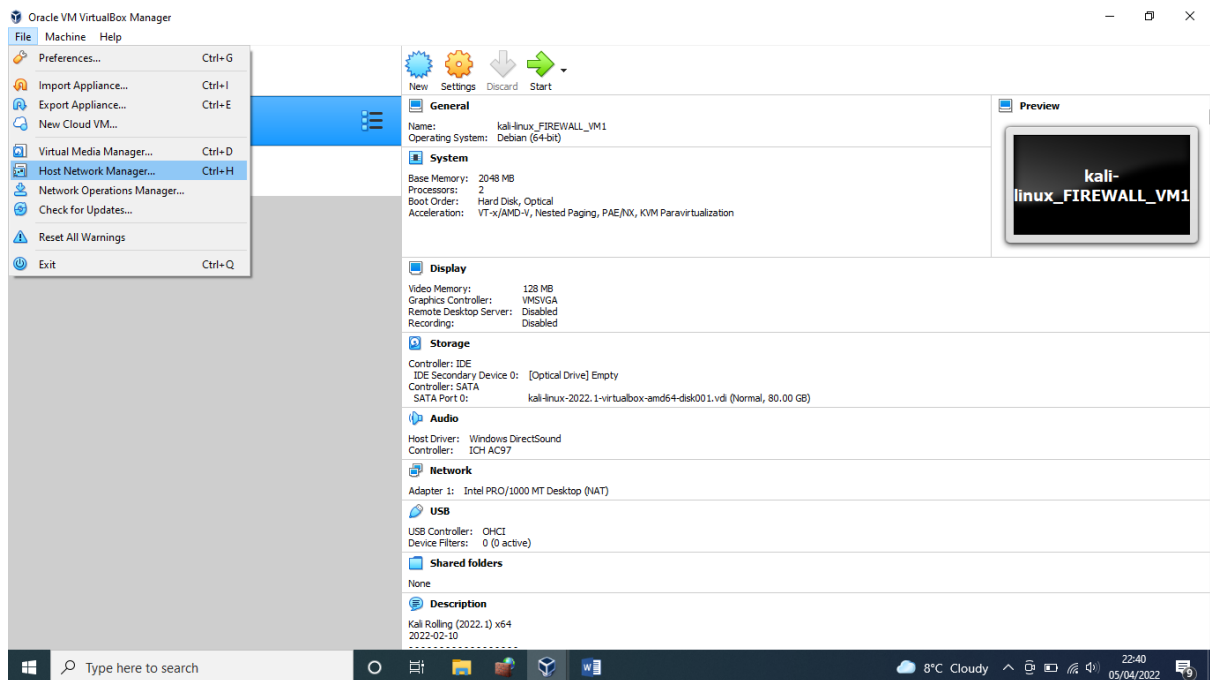 Oracle VM VirtualBox Manager
File Machine Help
Preferences... Ctrl+G
Import Appliance... Ctrl+I
Export Appliance... Ctrl+E
New Cloud VM...
Virtual Media Manager... Ctrl+D
Host Network Manager... Ctrl+H
Network Operations Manager...
Check for Updates...
Reset All Warnings
Exit Ctrl+Q
New Settings Discard Start
General
Name: kali-linux_FIREWALL_VM1
Operating System: Debian (64-bit)
System
Base Memory: 2048 MB
Processors: 2
Boot Order: Hard Disk, Optical
Acceleration: VT-x/AMD-V, Nested Paging, PAE/NX, KVM Paravirtualization
Preview
kali-
linux_FIREWALL_VM1
Display
Video Memory: 128 MB
Graphics Controller: VMSVGA
Remote Desktop Server: Disabled
Recording: Disabled
Storage
Controller: IDE
IDE Secondary Device 0: [Optical Drive] Empty
Controller: SATA
SATA Port 0: kali-linux-2022.1-virtualbox-amd64-disk001.vdi (Normal, 80.00 GB)
Audio
Host Driver: Windows DirectSound
Controller: ICH AC97
Network
Adapter 1: Intel PRO/1000 MT Desktop (NAT)
USB
USB Controller: OHCI
Device Filters: 0 (0 active)
Shared folders
None
Description
Kali Rolling (2022.1) x64
2022-02-10
- - - - - - - - - - - - - - - - - - -
Type here to search
W
8°C Cloudy
22:40
05/04/2022
9